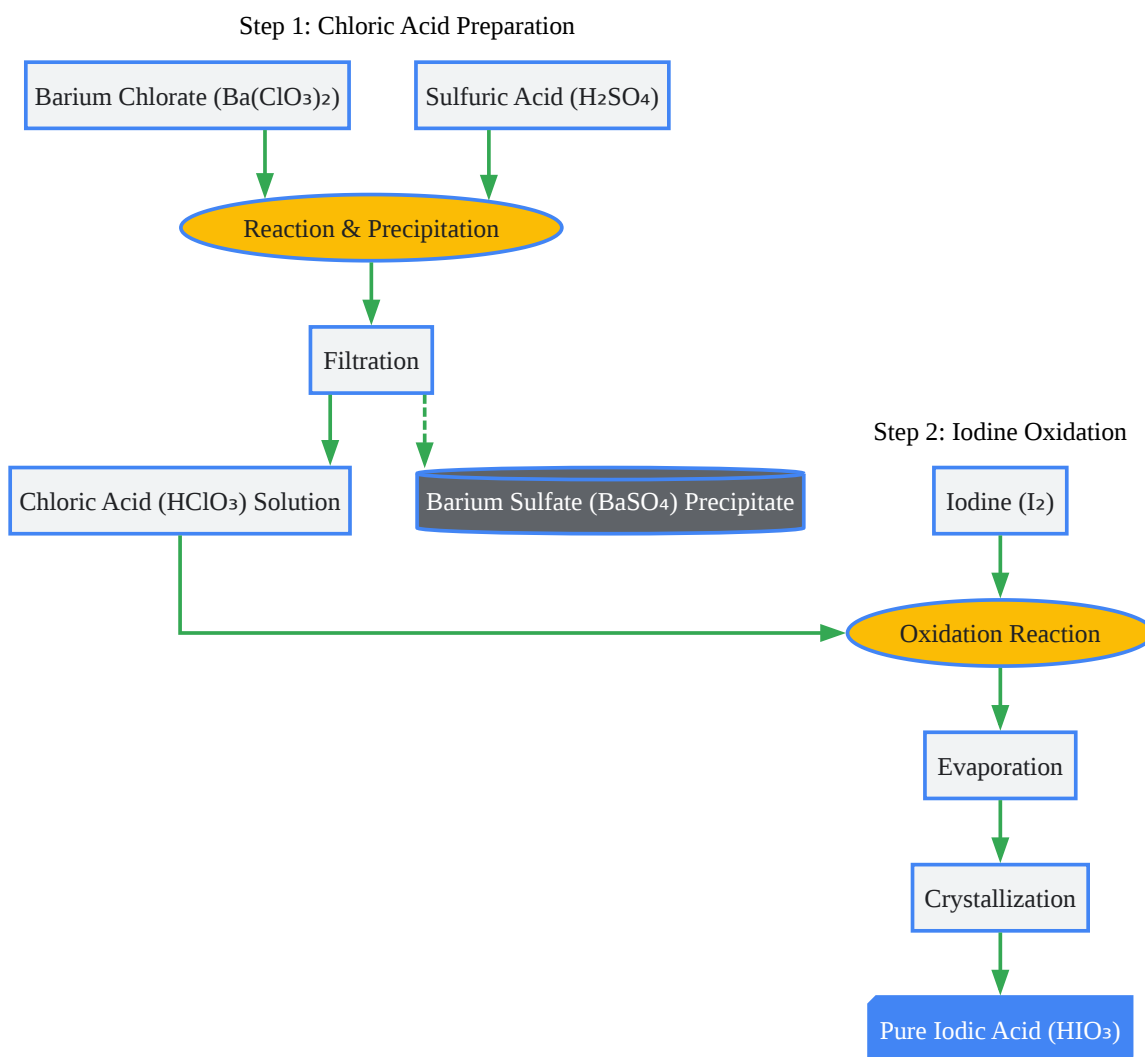 Step 1: Chloric Acid Preparation
Barium Chlorate (Ba(ClO₃)₂)
Sulfuric Acid (H₂SO₄)
Reaction & Precipitation
Filtration
Chloric Acid (HClO₃) Solution
Barium Sulfate (BaSO₄) Precipitate
Step 2: Iodine Oxidation
Iodine (I₂)
Oxidation Reaction
Evaporation
Crystallization
Pure Iodic Acid (HIO₃)